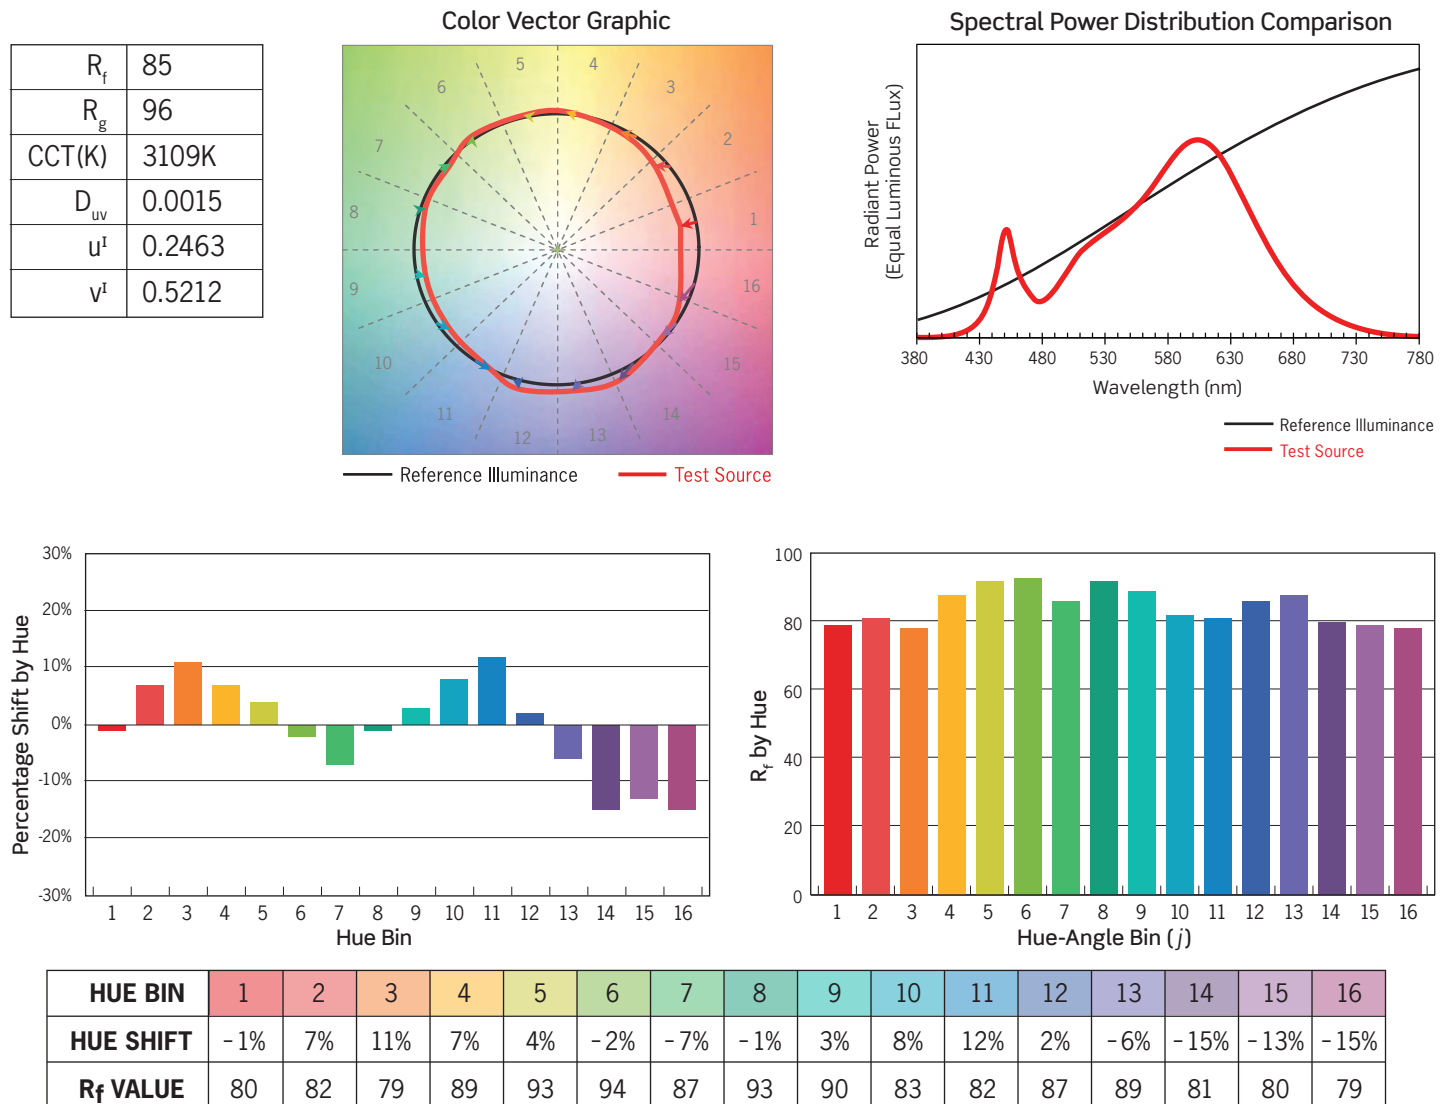 Color Vector Graphic
Spectral Power Distribution Comparison
Rf 85
Rg 96
CCT(K) 3109K
Duv 0.0015
uI 0.2463
vI 0.5212
5 4
6 3
7 2
8 1
9 16
10 15
11 14
12 13
Reference Illuminance Test Source
Radiant Power
(Equal Luminous FLux)
380 430 480 530 580 630 680 730 780
Wavelength (nm)
Reference Illuminance
Test Source
Percentage Shift by Hue
30%
20%
10%
0%
-10%
-20%
-30%
1 2 3 4 5 6 7 8 9 10 11 12 13 14 15 16
Hue Bin
Rf by Hue
100
80
60
40
20
0
1 2 3 4 5 6 7 8 9 10 11 12 13 14 15 16
Hue-Angle Bin (j)
HUE BIN 1 2 3 4 5 6 7 8 9 10 11 12 13 14 15 16
HUE SHIFT -1% 7% 11% 7% 4% -2% -7% -1% 3% 8% 12% 2% -6% -15% -13% -15%
Rf VALUE 80 82 79 89 93 94 87 93 90 83 82 87 89 81 80 79